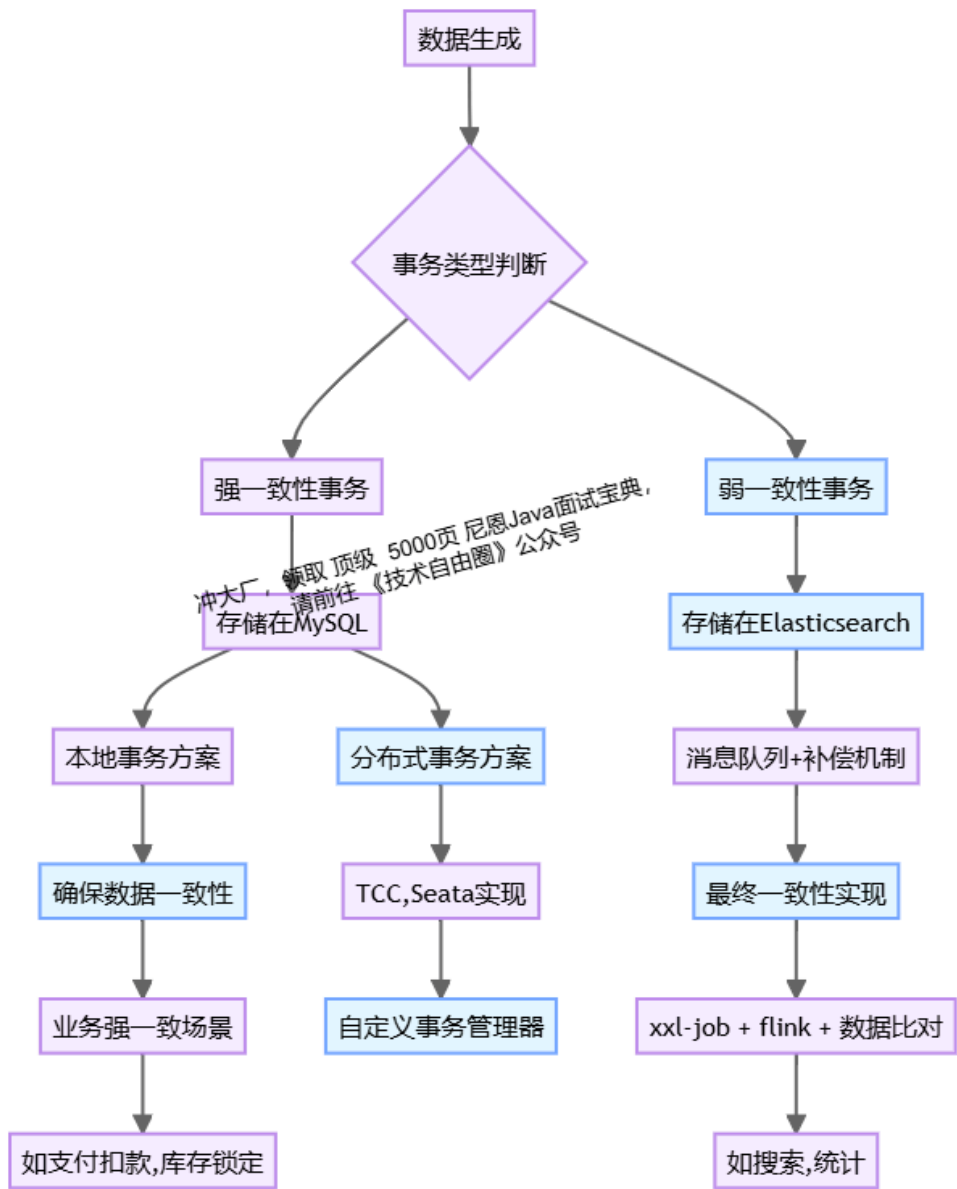 数据生成
事务类型判断
强一致性事务
弱一致性事务
冲大厂，领取 顶级 5000页 尼恩Java面试宝典，
请前往 《技术自由圈》公众号
存储在MySQL
存储在Elasticsearch
本地事务方案
分布式事务方案
消息队列+补偿机制
确保数据一致性
TCC,Seata实现
最终一致性实现
业务强一致场景
自定义事务管理器
xxl-job + flink + 数据比对
如支付扣款,库存锁定
如搜索,统计